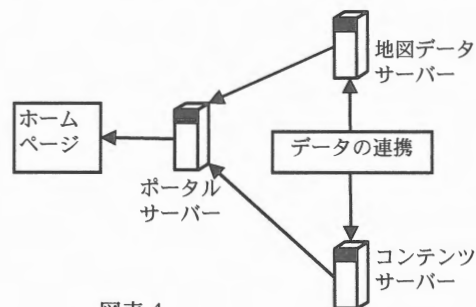 地図データ
サーバー
ホーム
ページ
データの連携
ポータル
サーバー
コンテンツ
サーバー